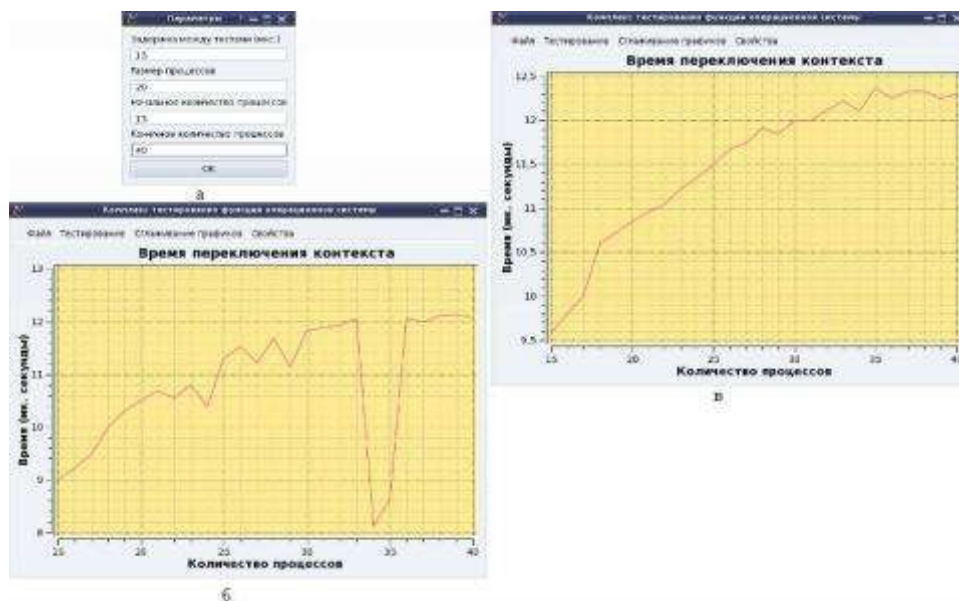 Параметры
Задержка между тестами (мкс.)
15
Размер процессов
20
Начальное количество процессов
15
Конечное количество процессов
40
OK
а
Комплекс тестирования функций операционной системы
Файл Тестирование Сглаживание графиков Свойства
Время переключения контекста
12,5
12
11,5
11
10,5
10
9,5
15 20 25 30 35 40
Время (мк. секунды)
Количество процессов
в
Комплекс тестирования функций операционной системы
Файл Тестирование Сглаживание графиков Свойства
Время переключения контекста
13
12
11
10
9
8
15 20 25 30 35 40
Время (мк. секунды)
Количество процессов
б